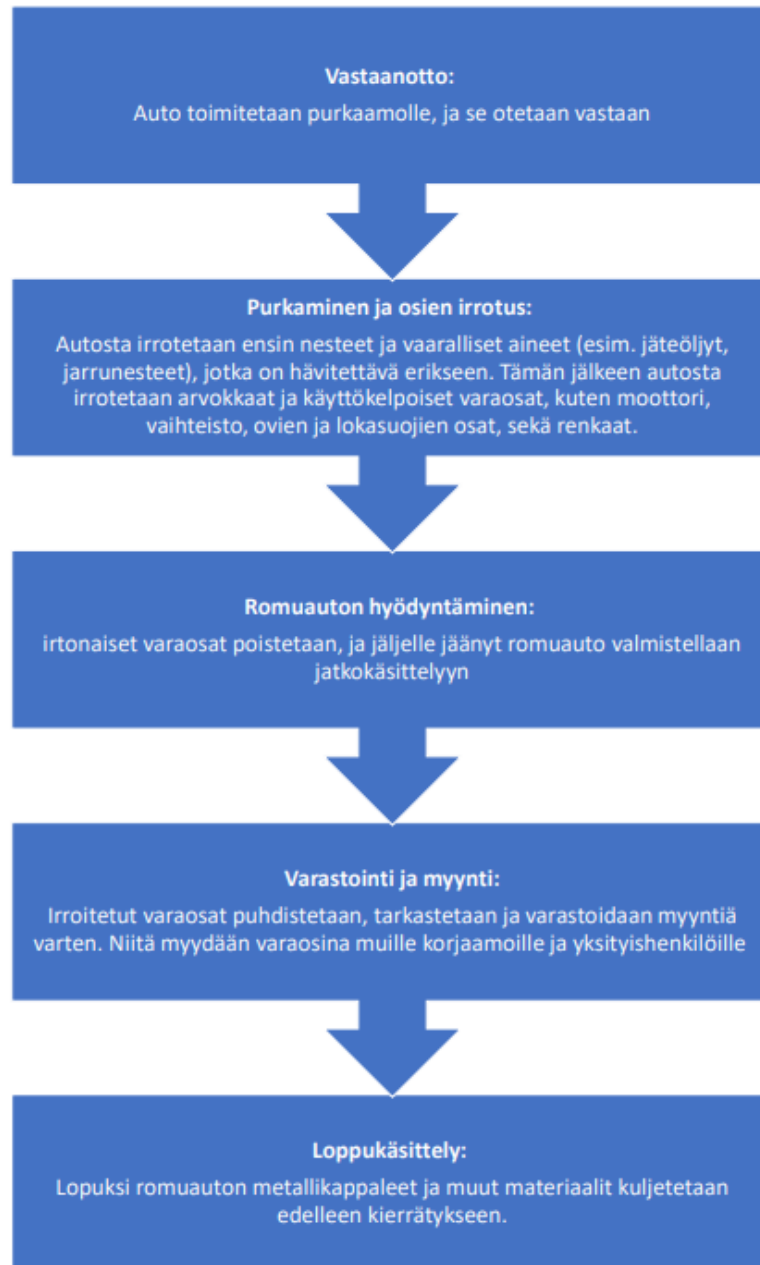 Vastaanotto:
Auto toimitetaan purkaamolle, ja se otetaan vastaan
Purkaminen ja osien irrotus:
Autosta irrotetaan ensin nesteet ja vaaralliset aineet (esim. jäteöljyt,
jarrunesteet), jotka on hävitettävä erikseen. Tämän jälkeen autosta
irrotetaan arvokkaat ja käyttökelpoiset varaosat, kuten moottori,
vaihteisto, ovien ja lokasuojien osat, sekä renkaat.
Romuauton hyödyntäminen:
irtonaiset varaosat poistetaan, ja jäljelle jäänyt romuauto valmistellaan
jatkokäsittelyyn
Varastointi ja myynti:
Irroitetut varaosat puhdistetaan, tarkastetaan ja varastoidaan myyntiä
varten. Niitä myydään varaosina muille korjaamoille ja yksityishenkilöille
Loppukäsittely:
Lopuksi romuauton metallikappaleet ja muut materiaalit kuljetetaan
edelleen kierrätykseen.